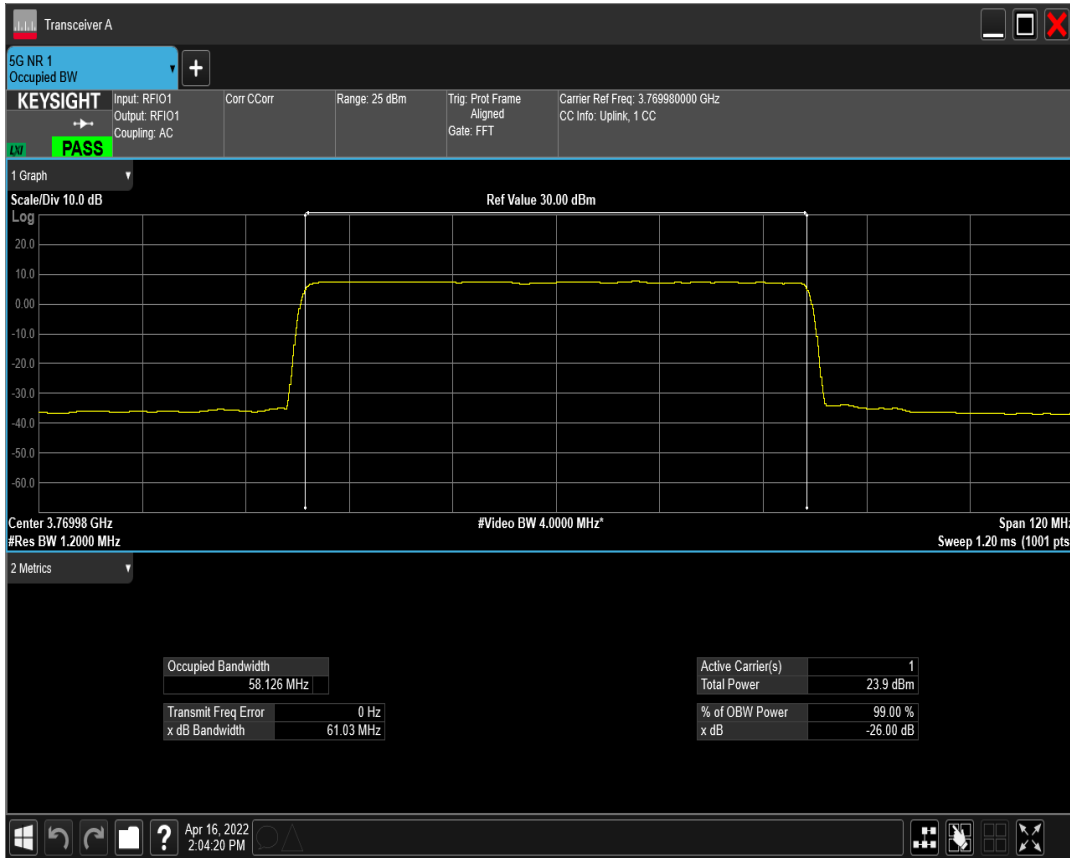 Transceiver A
5G NR 1
Occupied BW
+
KEYSIGHT
LXI
PASS
Input: RFIO1
Output: RFIO1
Coupling: AC
Corr CCorr
Range: 25 dBm
Trig: Prot Frame
Aligned
Gate: FFT
Carrier Ref Freq: 3.769980000 GHz
CC Info: Uplink, 1 CC
1 Graph
Scale/Div 10.0 dB
Ref Value 30.00 dBm
Log
20.0
10.0
0.00
-10.0
-20.0
-30.0
-40.0
-50.0
-60.0
Center 3.76998 GHz
#Video BW 4.0000 MHz*
Span 120 MHz
#Res BW 1.2000 MHz
Sweep 1.20 ms (1001 pts
2 Metrics
Occupied Bandwidth
58.126 MHz
Transmit Freq Error 0 Hz
x dB Bandwidth 61.03 MHz
Active Carrier(s) 1
Total Power 23.9 dBm
% of OBW Power 99.00 %
x dB -26.00 dB
?
Apr 16, 2022
2:04:20 PM